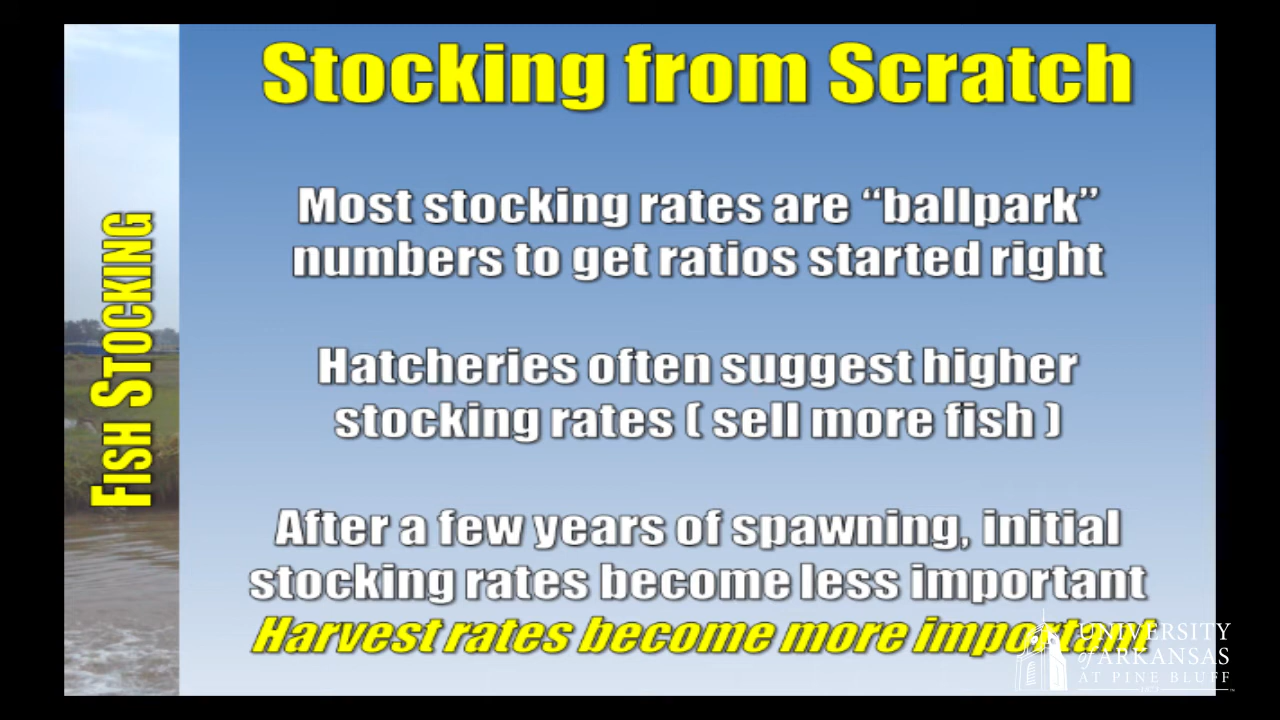 Stocking from Scratch
FISH STOCKING
Most stocking rates are “ballpark”
numbers to get ratios started right
Hatcheries often suggest higher
stocking rates ( sell more fish )
After a few years of spawning, initial
stocking rates become less important
Harvest rates become more important
UNIVERSITY
of ARKANSAS
AT PINE BLUFF